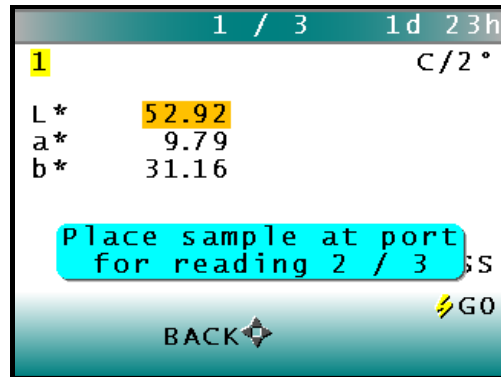 1 / 3 1d 23h
1 C/2°
L* 52.92
a* 9.79
b* 31.16
Place sample at port
for reading 2 / 3
GO
BACK